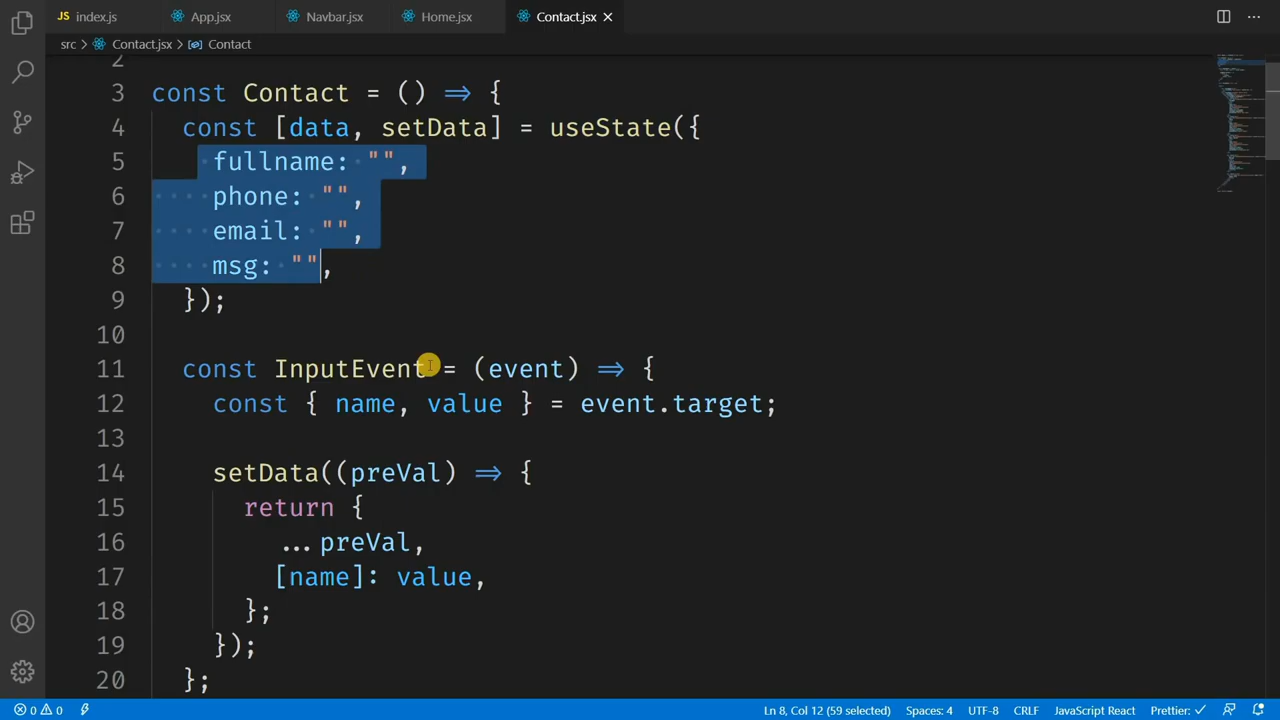 JS index.js App.jsx Navbar.jsx Home.jsx Contact.jsx
src > Contact.jsx > Contact
2
3 const Contact = () => {
4 const [data, setData] = useState({
5 fullname: "",
6 phone: "",
7 email: "",
8 msg: "",
9 });
10
11 const InputEvent = (event) => {
12 const { name, value } = event.target;
13
14 setData((preVal) => {
15 return {
16 ...preVal,
17 [name]: value,
18 };
19 });
20 };
0 0 Ln 8, Col 12 (59 selected) Spaces: 4 UTF-8 CRLF JavaScript React Prettier: ✓